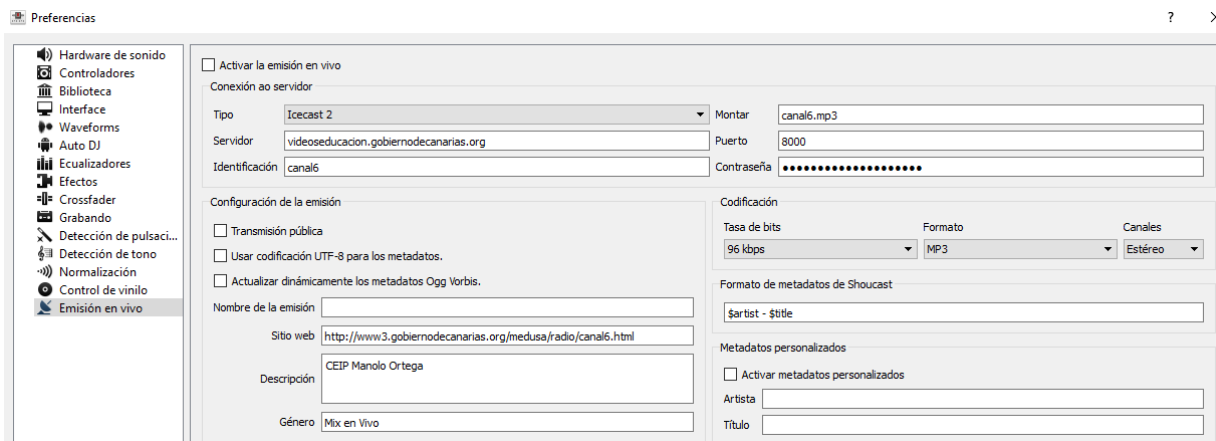 Preferencias
?
Hardware de sonido
Controladores
Biblioteca
Interface
Waveforms
Auto DJ
Ecualizadores
Efectos
Crossfader
Grabando
Detección de pulsaci...
Detección de tono
Normalización
Control de vinilo
Emisión en vivo
Activar la emisión en vivo
Conexión ao servidor
Tipo Icecast 2 Montar canal6.mp3
Servidor videoseducacion.gobiernodecanarias.org Puerto 8000
Identificación canal6 Contraseña ●●●●●●●●●●●●●●●●●●●●
Configuración de la emisión
Transmisión pública
Usar codificación UTF-8 para los metadatos.
Actualizar dinámicamente los metadatos Ogg Vorbis.
Nombre de la emisión
Sitio web http://www3.gobiernodecanarias.org/medusa/radio/canal6.html
Descripción CEIP Manolo Ortega
Género Mix en Vivo
Codificación
Tasa de bits Formato Canales
96 kbps MP3 Estéreo
Formato de metadatos de Shoucast
$artist - $title
Metadatos personalizados
Activar metadatos personalizados
Artista
Título